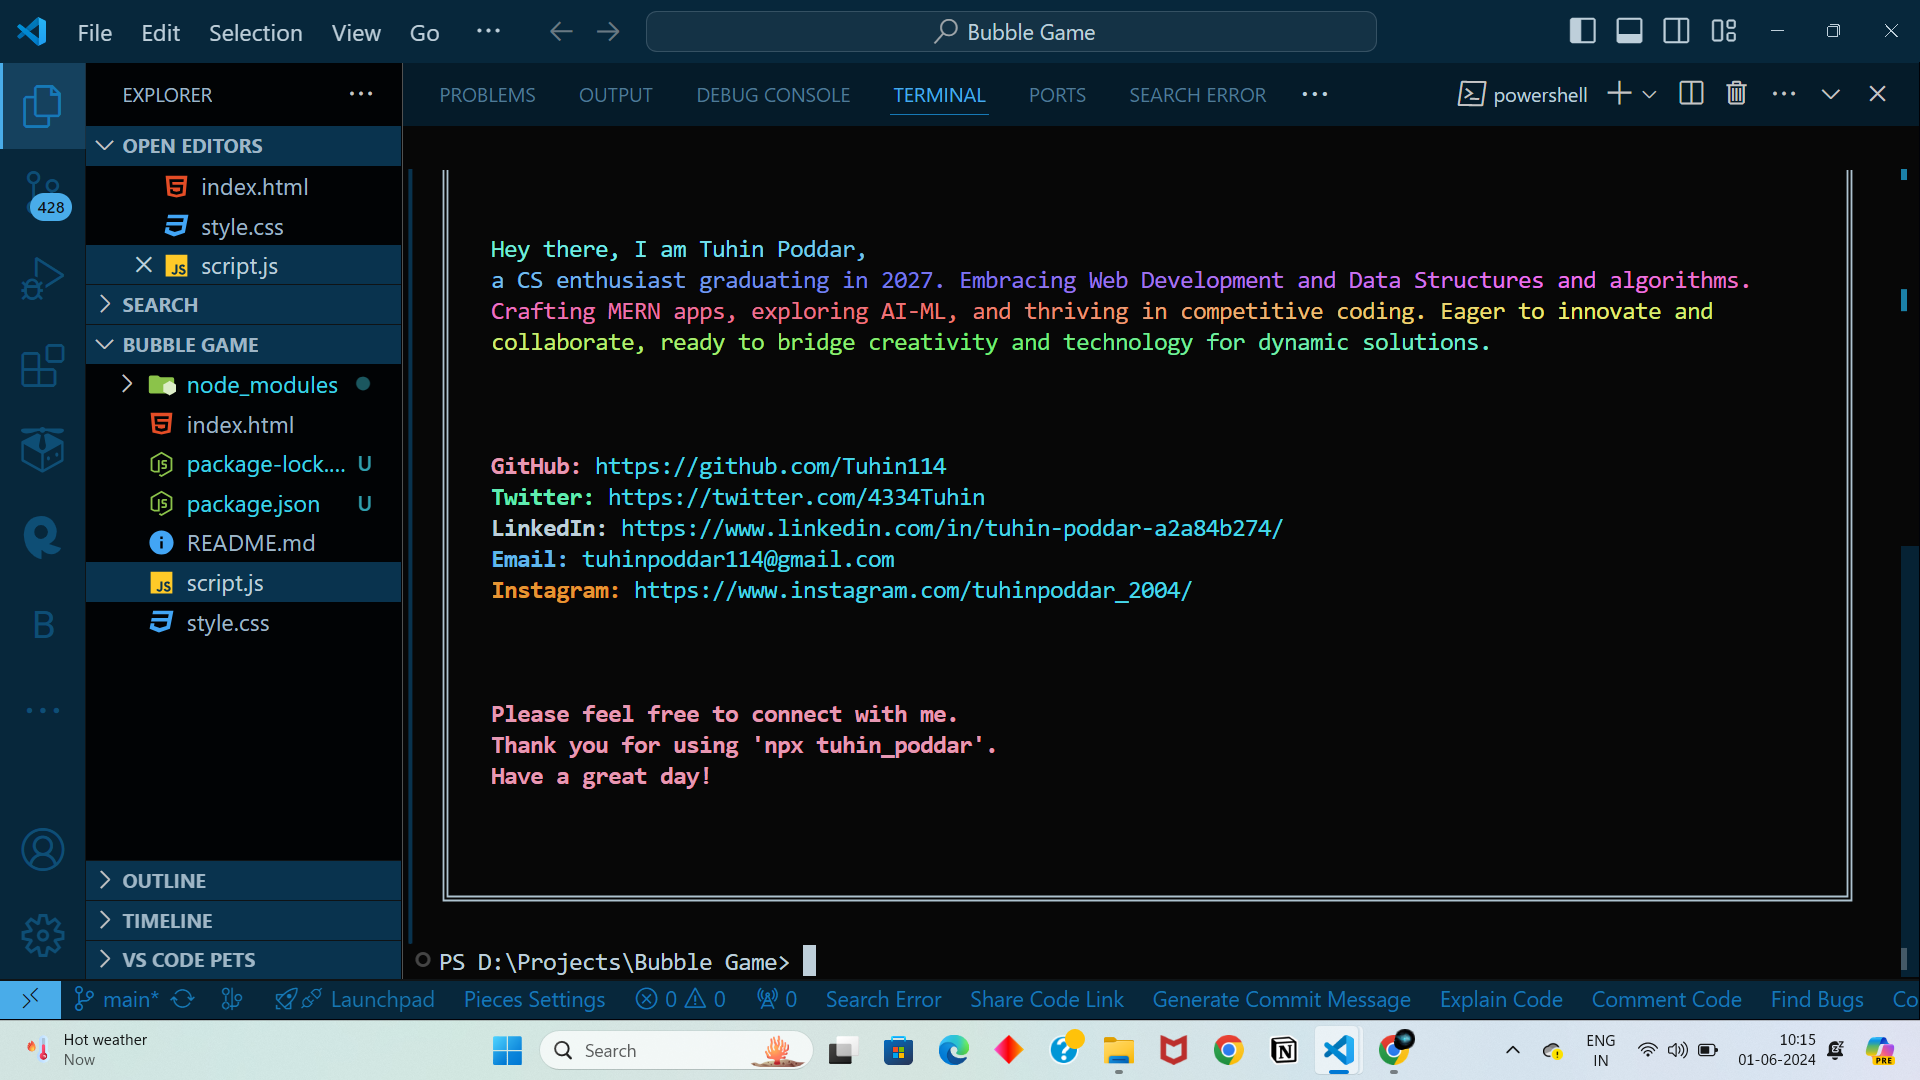 File Edit Selection View Go ··· Bubble Game
EXPLORER ···
OPEN EDITORS
index.html
style.css
script.js
SEARCH
BUBBLE GAME
node_modules
index.html
package-lock.... U
package.json U
README.md
script.js
style.css
OUTLINE
TIMELINE
VS CODE PETS
428
B
PROBLEMS OUTPUT DEBUG CONSOLE TERMINAL PORTS SEARCH ERROR ··· powershell
Hey there, I am Tuhin Poddar,
a CS enthusiast graduating in 2027. Embracing Web Development and Data Structures and algorithms.
Crafting MERN apps, exploring AI-ML, and thriving in competitive coding. Eager to innovate and
collaborate, ready to bridge creativity and technology for dynamic solutions.
GitHub: https://github.com/Tuhin114
Twitter: https://twitter.com/4334Tuhin
LinkedIn: https://www.linkedin.com/in/tuhin-poddar-a2a84b274/
Email: tuhinpoddar114@gmail.com
Instagram: https://www.instagram.com/tuhinpoddar_2004/
Please feel free to connect with me.
Thank you for using 'npx tuhin_poddar'.
Have a great day!
PS D:\Projects\Bubble Game>
main* Launchpad Pieces Settings 0 0 0 Search Error Share Code Link Generate Commit Message Explain Code Comment Code Find Bugs Co
Hot weather
Now
Search
ENG
IN
10:15
01-06-2024
PRE